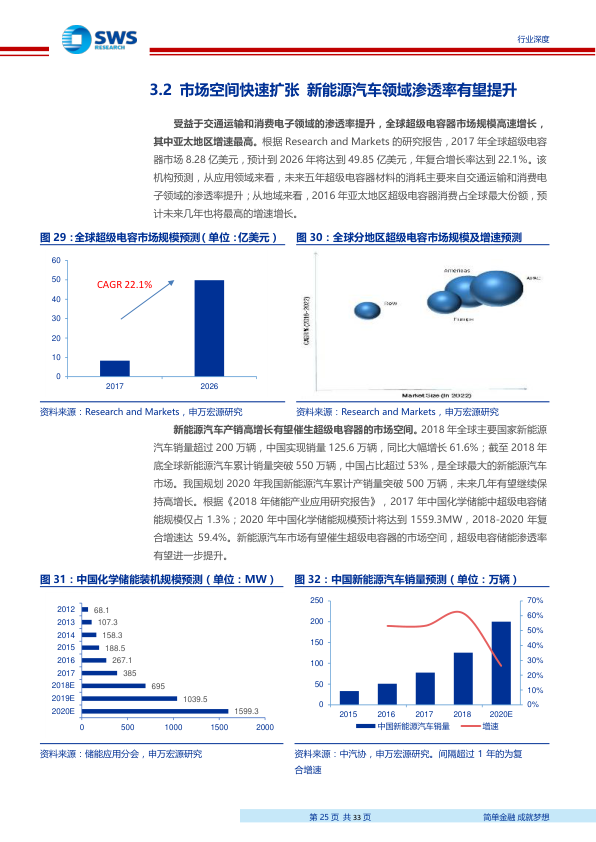 SWS
RESEARCH
行业深度
3.2 市场空间快速扩张 新能源汽车领域渗透率有望提升
受益于交通运输和消费电子领域的渗透率提升，全球超级电容器市场规模高速增长，
其中亚太地区增速最高。根据 Research and Markets 的研究报告，2017 年全球超级电容
器市场 8.28 亿美元，预计到 2026 年将达到 49.85 亿美元，年复合增长率达到 22.1%。该
机构预测，从应用领域来看，未来五年超级电容器材料的消耗主要来自交通运输和消费电
子领域的渗透率提升；从地域来看，2016 年亚太地区超级电容器消费占全球最大份额，预
计未来几年也将最高的增速增长。
图 29：全球超级电容市场规模预测（单位：亿美元）
60
50
40
30
20
10
0
CAGR 22.1%
2017 2026
资料来源：Research and Markets，申万宏源研究
图 30：全球分地区超级电容市场规模及增速预测
CAGR% (2016-2022)
RoW
Americas
Europe
APAC
Market Size (in 2022)
资料来源：Research and Markets，申万宏源研究
新能源汽车产销高增长有望催生超级电容器的市场空间。2018 年全球主要国家新能源
汽车销量超过 200 万辆，中国实现销量 125.6 万辆，同比大幅增长 61.6%；截至 2018 年
底全球新能源汽车累计销量突破 550 万辆，中国占比超过 53%，是全球最大的新能源汽车
市场。我国规划 2020 年我国新能源汽车累计产销量突破 500 万辆，未来几年有望继续保
持高增长。根据《2018 年储能产业应用研究报告》，2017 年中国化学储能中超级电容储
能规模仅占 1.3%；2020 年中国化学储能规模预计将达到 1559.3MW，2018-2020 年复
合增速达 59.4%。新能源汽车市场有望催生超级电容器的市场空间，超级电容储能渗透率
有望进一步提升。
图 31：中国化学储能装机规模预测（单位：MW）
2012 68.1
2013 107.3
2014 158.3
2015 188.5
2016 267.1
2017 385
2018E 695
2019E 1039.5
2020E 1599.3
0 500 1000 1500 2000
资料来源：储能应用分会，申万宏源研究
图 32：中国新能源汽车销量预测（单位：万辆）
250
200
150
100
50
0
70%
60%
50%
40%
30%
20%
10%
0%
2015 2016 2017 2018 2020E
中国新能源汽车销量 增速
资料来源：中汽协，申万宏源研究。间隔超过 1 年的为复
合增速
第 25 页 共 33 页
简单金融 成就梦想